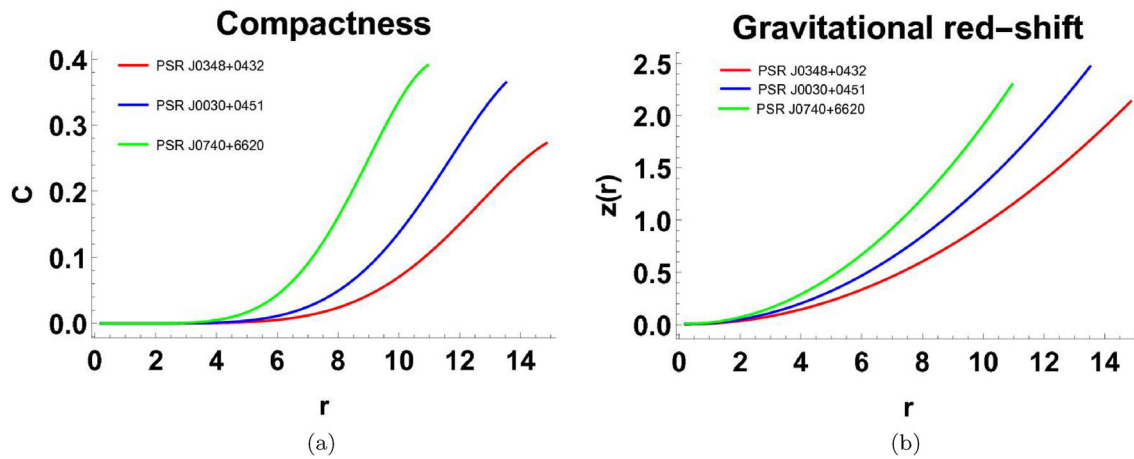 Compactness
0.4
0.3
0.2
0.1
0.0
C
PSR J0348+0432
PSR J0030+0451
PSR J0740+6620
0 2 4 6 8 10 12 14
r
(a)
Gravitational red-shift
2.5
2.0
1.5
1.0
0.5
0.0
z(r)
PSR J0348+0432
PSR J0030+0451
PSR J0740+6620
0 2 4 6 8 10 12 14
r
(b)